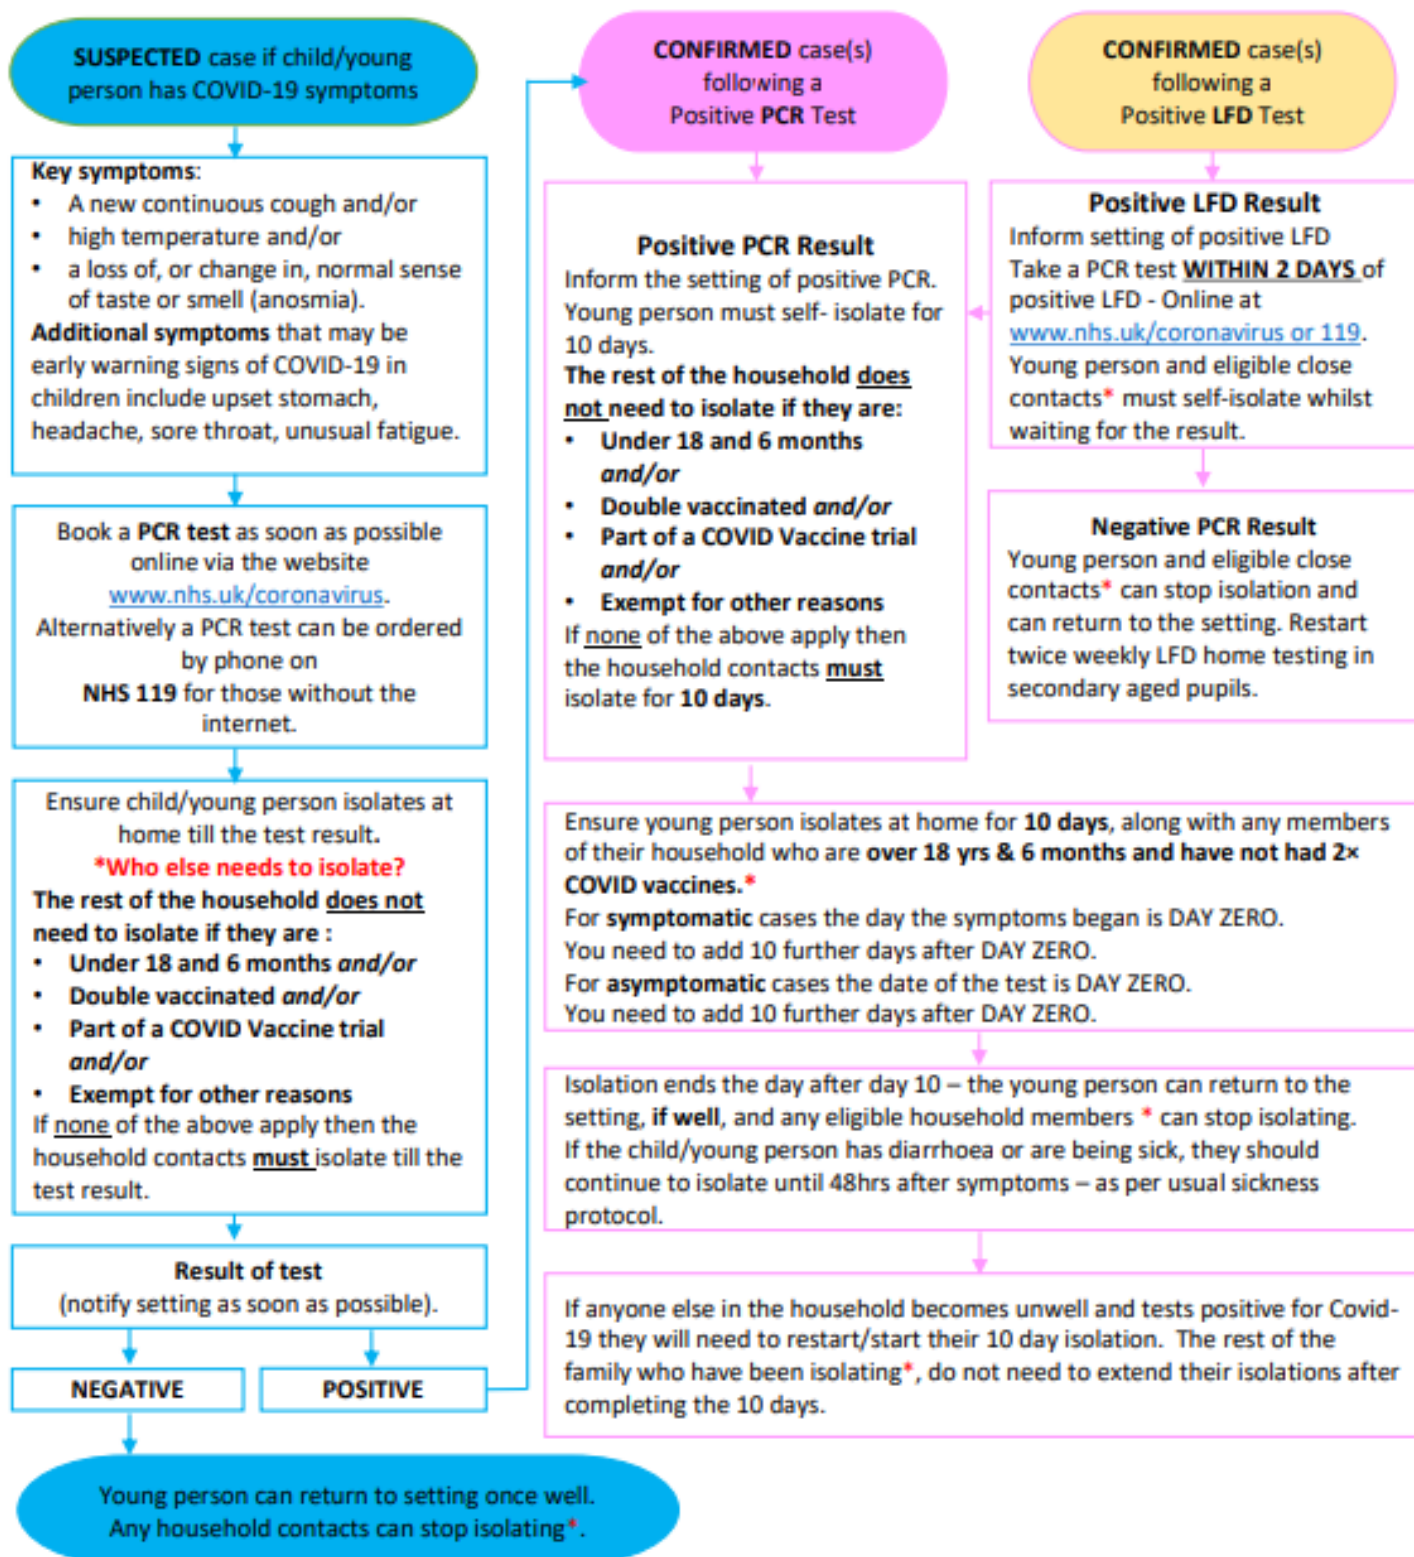 SUSPECTED case if child/young
person has COVID-19 symptoms
Key symptoms:
• A new continuous cough and/or
• high temperature and/or
• a loss of, or change in, normal sense
of taste or smell (anosmia).
Additional symptoms that may be
early warning signs of COVID-19 in
children include upset stomach,
headache, sore throat, unusual fatigue.
Book a PCR test as soon as possible
online via the website
www.nhs.uk/coronavirus.
Alternatively a PCR test can be ordered
by phone on
NHS 119 for those without the
internet.
Ensure child/young person isolates at
home till the test result.
*Who else needs to isolate?
The rest of the household does not
need to isolate if they are :
• Under 18 and 6 months and/or
• Double vaccinated and/or
• Part of a COVID Vaccine trial
and/or
• Exempt for other reasons
If none of the above apply then the
household contacts must isolate till the
test result.
Result of test
(notify setting as soon as possible).
NEGATIVE
POSITIVE
Young person can return to setting once well.
Any household contacts can stop isolating*.
CONFIRMED case(s)
following a
Positive PCR Test
Positive PCR Result
Inform the setting of positive PCR.
Young person must self- isolate for
10 days.
The rest of the household does
not need to isolate if they are:
• Under 18 and 6 months
and/or
• Double vaccinated and/or
• Part of a COVID Vaccine trial
and/or
• Exempt for other reasons
If none of the above apply then
the household contacts must
isolate for 10 days.
CONFIRMED case(s)
following a
Positive LFD Test
Positive LFD Result
Inform setting of positive LFD
Take a PCR test WITHIN 2 DAYS of
positive LFD - Online at
www.nhs.uk/coronavirus or 119.
Young person and eligible close
contacts* must self-isolate whilst
waiting for the result.
Negative PCR Result
Young person and eligible close
contacts* can stop isolation and
can return to the setting. Restart
twice weekly LFD home testing in
secondary aged pupils.
Ensure young person isolates at home for 10 days, along with any members
of their household who are over 18 yrs & 6 months and have not had 2×
COVID vaccines.*
For symptomatic cases the day the symptoms began is DAY ZERO.
You need to add 10 further days after DAY ZERO.
For asymptomatic cases the date of the test is DAY ZERO.
You need to add 10 further days after DAY ZERO.
Isolation ends the day after day 10 – the young person can return to the
setting, if well, and any eligible household members * can stop isolating.
If the child/young person has diarrhoea or are being sick, they should
continue to isolate until 48hrs after symptoms – as per usual sickness
protocol.
If anyone else in the household becomes unwell and tests positive for Covid-
19 they will need to restart/start their 10 day isolation. The rest of the
family who have been isolating*, do not need to extend their isolations after
completing the 10 days.